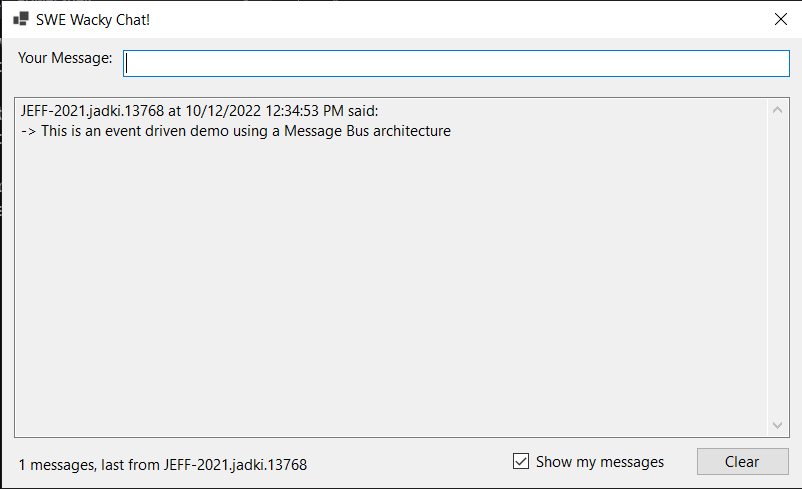 SWE Wacky Chat!
Your Message:
JEFF-2021.jadki.13768 at 10/12/2022 12:34:53 PM said:
-> This is an event driven demo using a Message Bus architecture
1 messages, last from JEFF-2021.jadki.13768
Show my messages
Clear